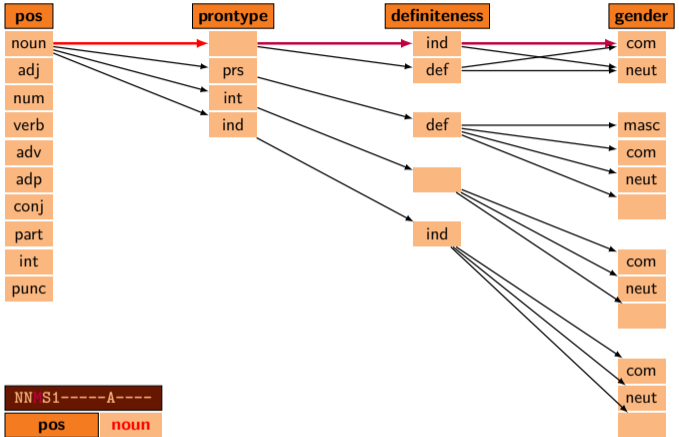 pos prontype definiteness gender
noun ind com
adj prs def neut
num int
verb ind def masc
adv com
adp neut
conj
part ind
int com
punc neut
com
NNMS1-----A---- neut
pos noun